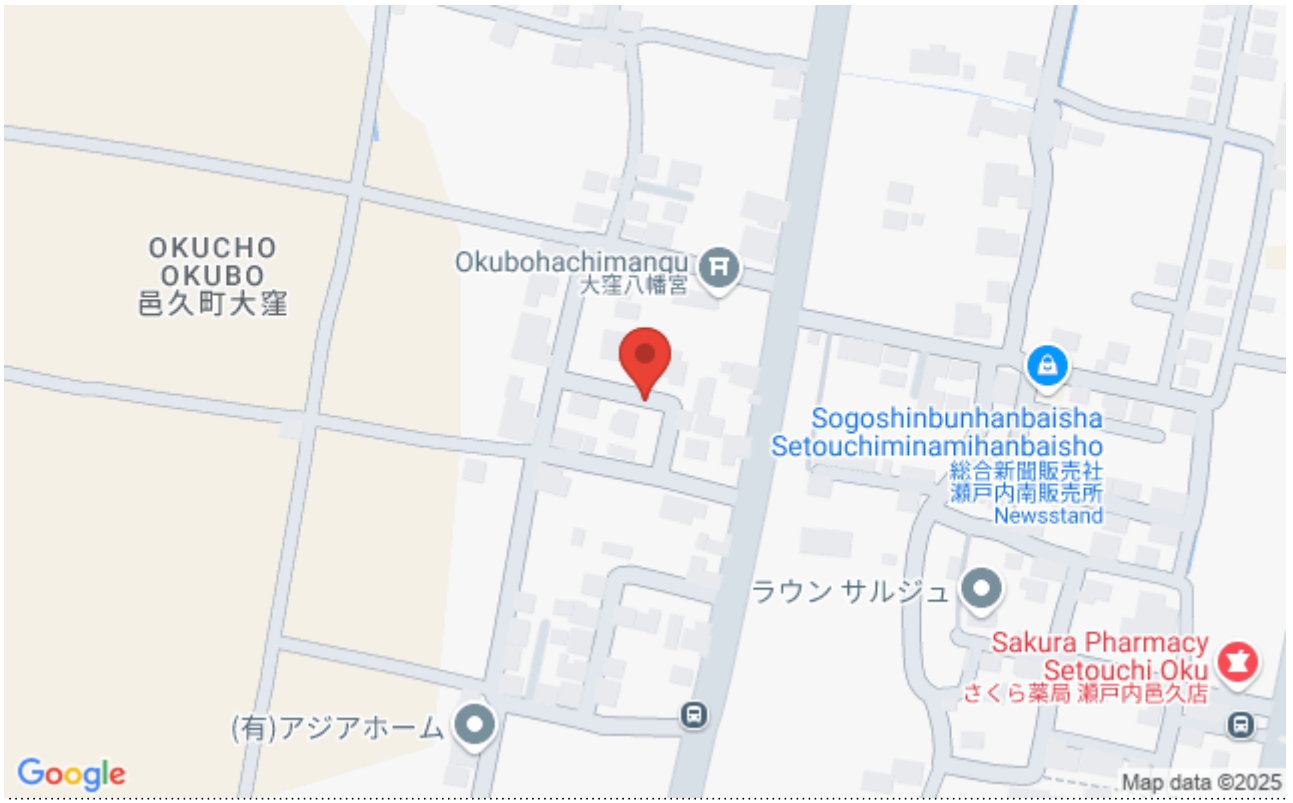 OKUCHO
OKUBO
邑久町大窪
Okubohachimangu
大窪八幡宮
Sogoshinbunhanbaisha
Setouchiminamihanbaisho
総合新聞販売社
瀬戸内南販売所
Newsstand
ラウン サルジュ
Sakura Pharmacy
Setouchi Oku
さくら薬局 瀬戸内邑久店
(有)アジアホーム
Google
Map data ©2025